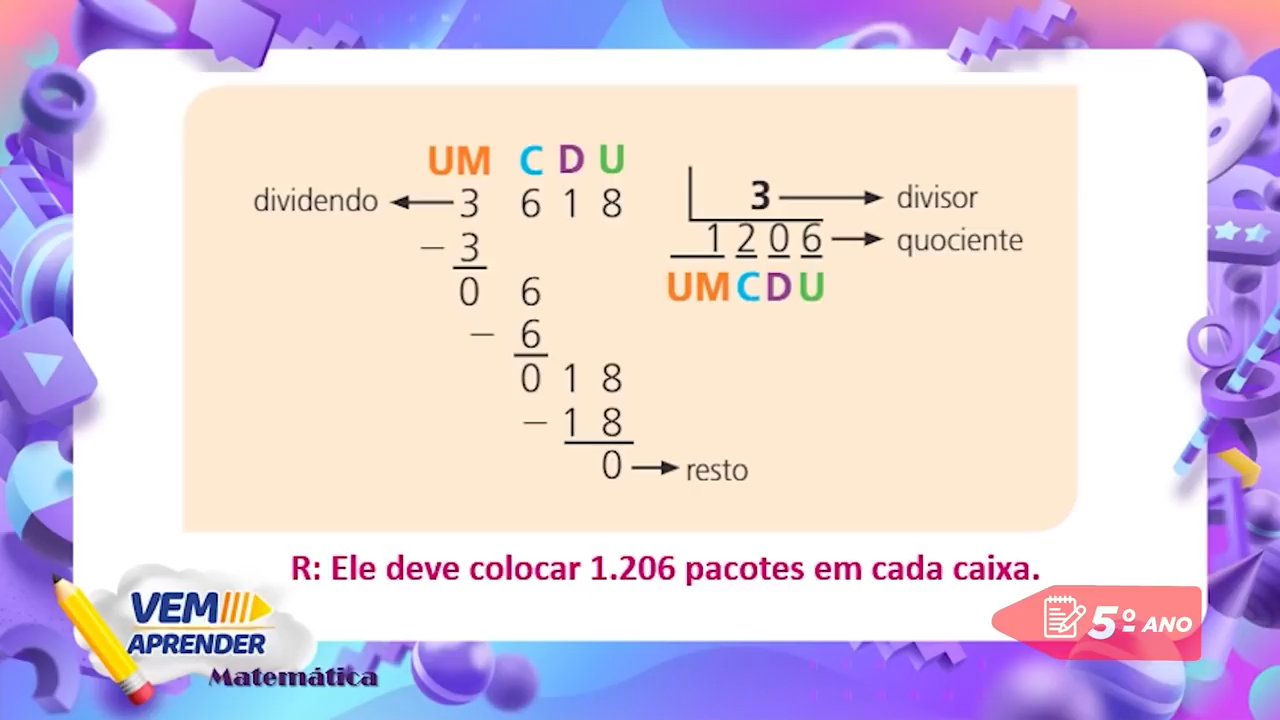 UM C D U
dividendo 3 6 1 8 3 divisor
− 3 1 2 0 6 quociente
0 6 UM C D U
− 6
0 1 8
− 1 8
0 resto
R: Ele deve colocar 1.206 pacotes em cada caixa.
VEM
APRENDER
Matemática
5º ANO